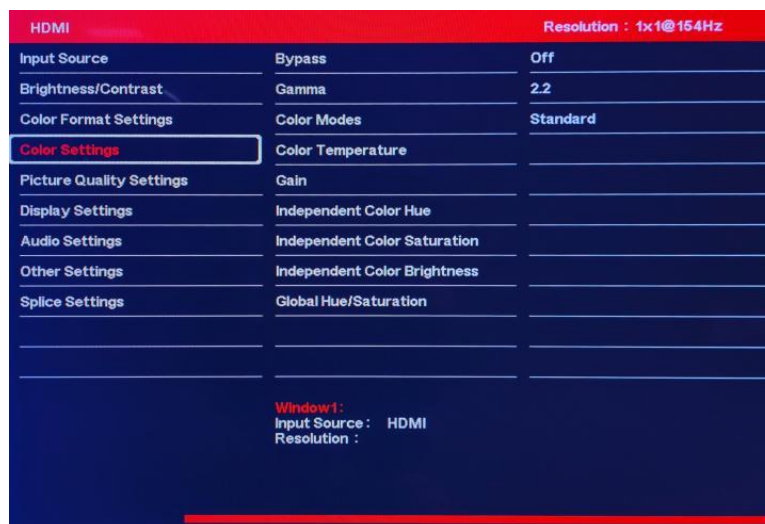 HDMI Resolution : 1x1@154Hz
Input Source Bypass Off
Brightness/Contrast Gamma 2.2
Color Format Settings Color Modes Standard
Color Settings Color Temperature
Picture Quality Settings Gain
Display Settings Independent Color Hue
Audio Settings Independent Color Saturation
Other Settings Independent Color Brightness
Splice Settings Global Hue/Saturation
Window1:
Input Source : HDMI
Resolution :